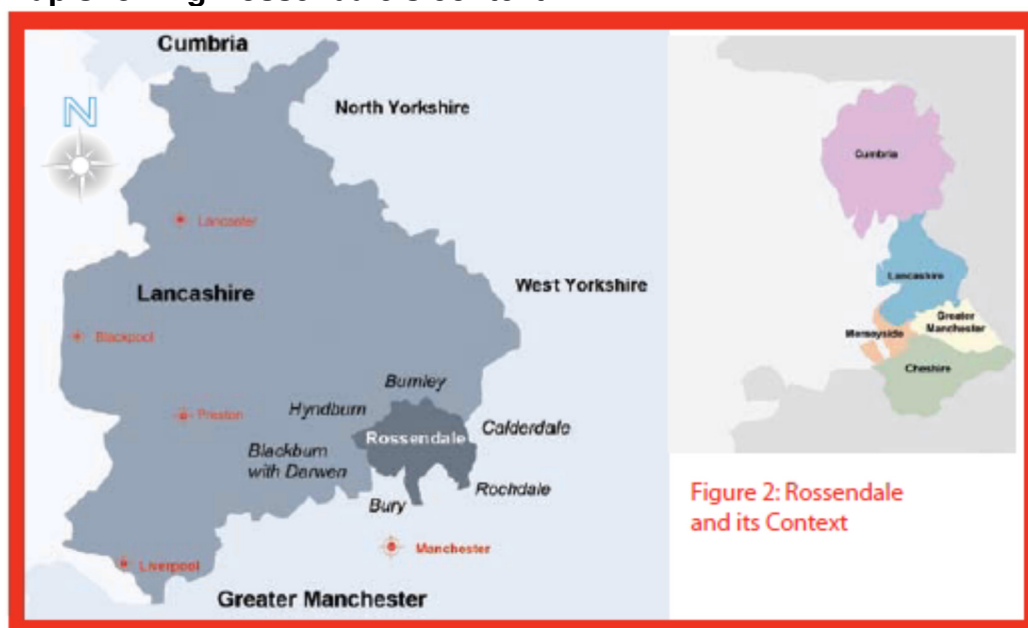 Cumbria
N
North Yorkshire
Lancaster
West Yorkshire
Lancashire
Blackpool
Burnley
Hyndburn
Preston
Rossendale
Calderdale
Blackburn
with Darwen
Rochdale
Bury
Manchester
Liverpool
Greater Manchester
Cumbria
Lancashire
Greater
Manchester
Merseyside
Cheshire
Figure 2: Rossendale
and its Context